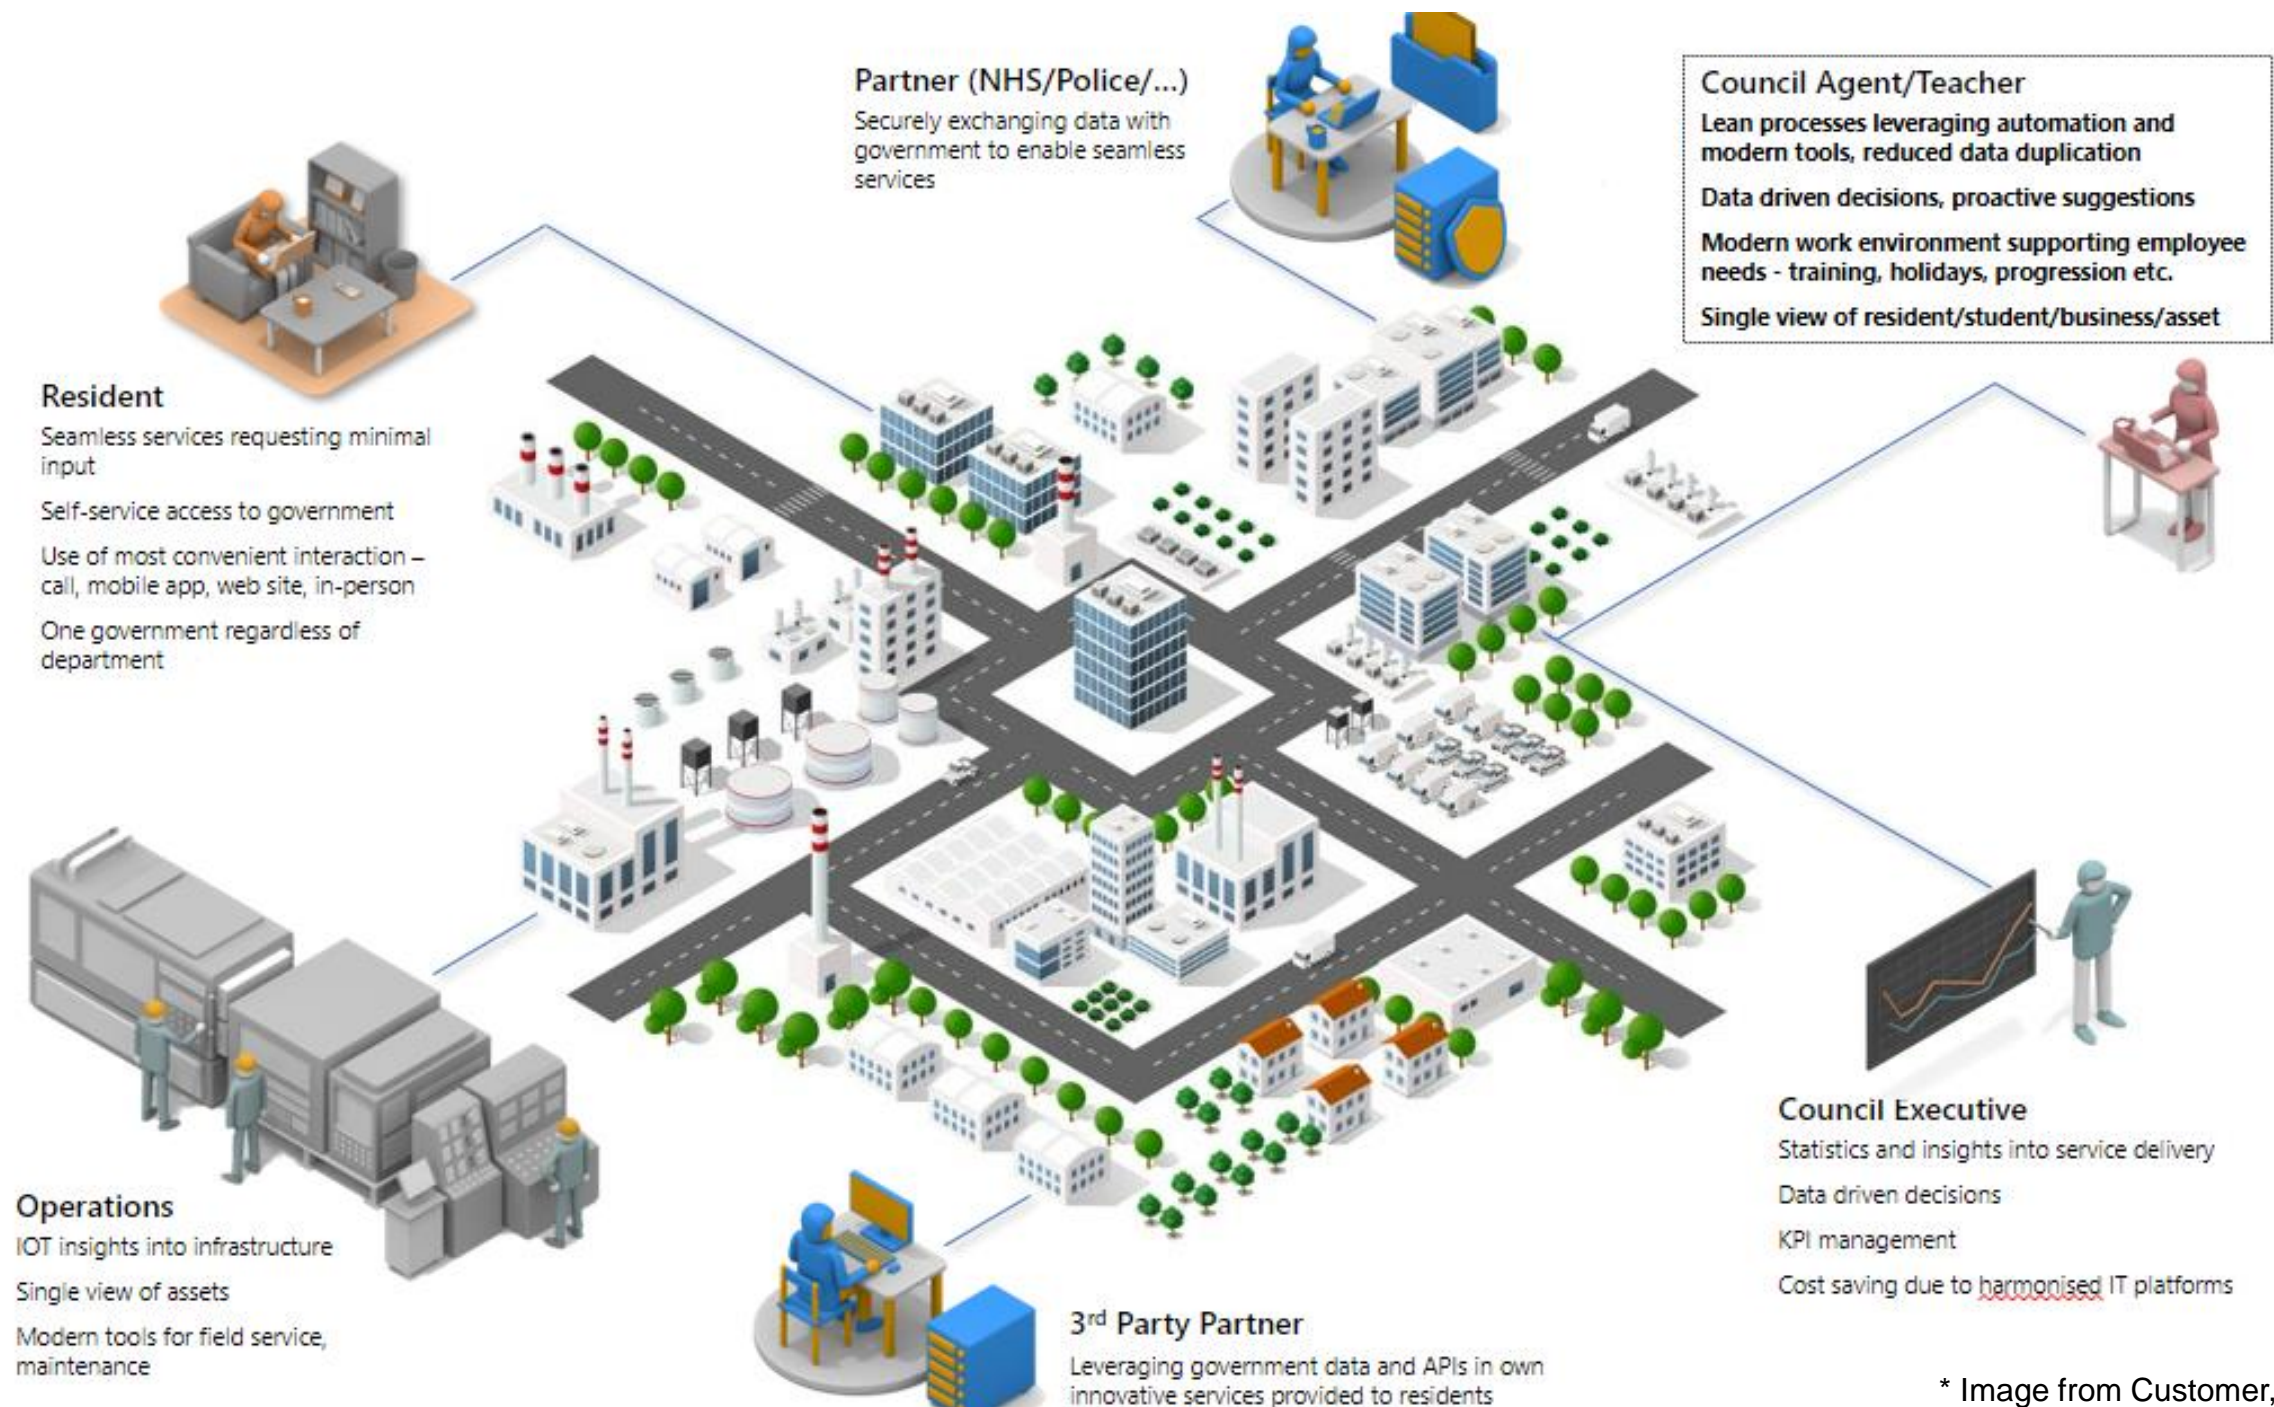 Partner (NHS/Police/...)
Securely exchanging data with
government to enable seamless
services
Council Agent/Teacher
Lean processes leveraging automation and
modern tools, reduced data duplication
Data driven decisions, proactive suggestions
Modern work environment supporting employee
needs - training, holidays, progression etc.
Single view of resident/student/business/asset
Resident
Seamless services requesting minimal
input
Self-service access to government
Use of most convenient interaction –
call, mobile app, web site, in-person
One government regardless of
department
Operations
IOT insights into infrastructure
Single view of assets
Modern tools for field service,
maintenance
3rd Party Partner
Leveraging government data and APIs in own
innovative services provided to residents
Council Executive
Statistics and insights into service delivery
Data driven decisions
KPI management
Cost saving due to harmonised IT platforms
* Image from Customer,